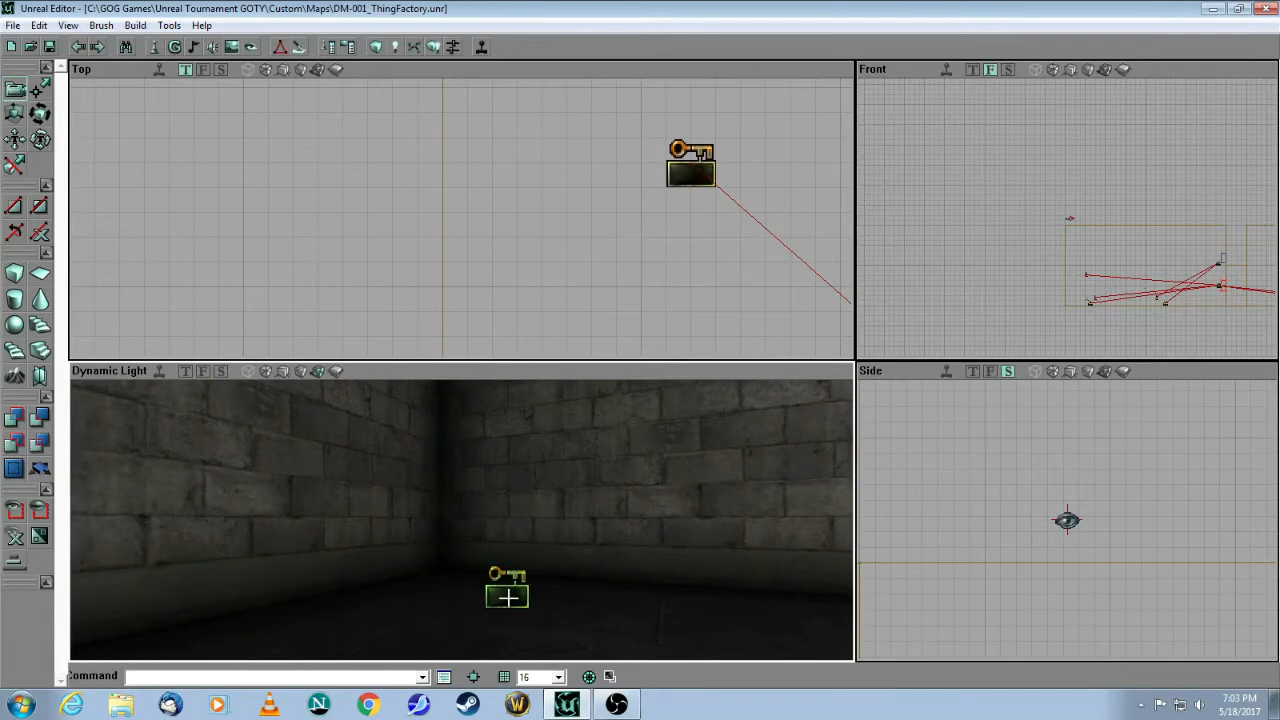 Unreal Editor - [C:\GOG Games\Unreal Tournament GOTY\Custom\Maps\DM-001_ThingFactory.unr]
File Edit View Brush Build Tools Help
Top T F S
Front T F S
Dynamic Light T F S
Side T F S
Command 16
7:03 PM
5/18/2017